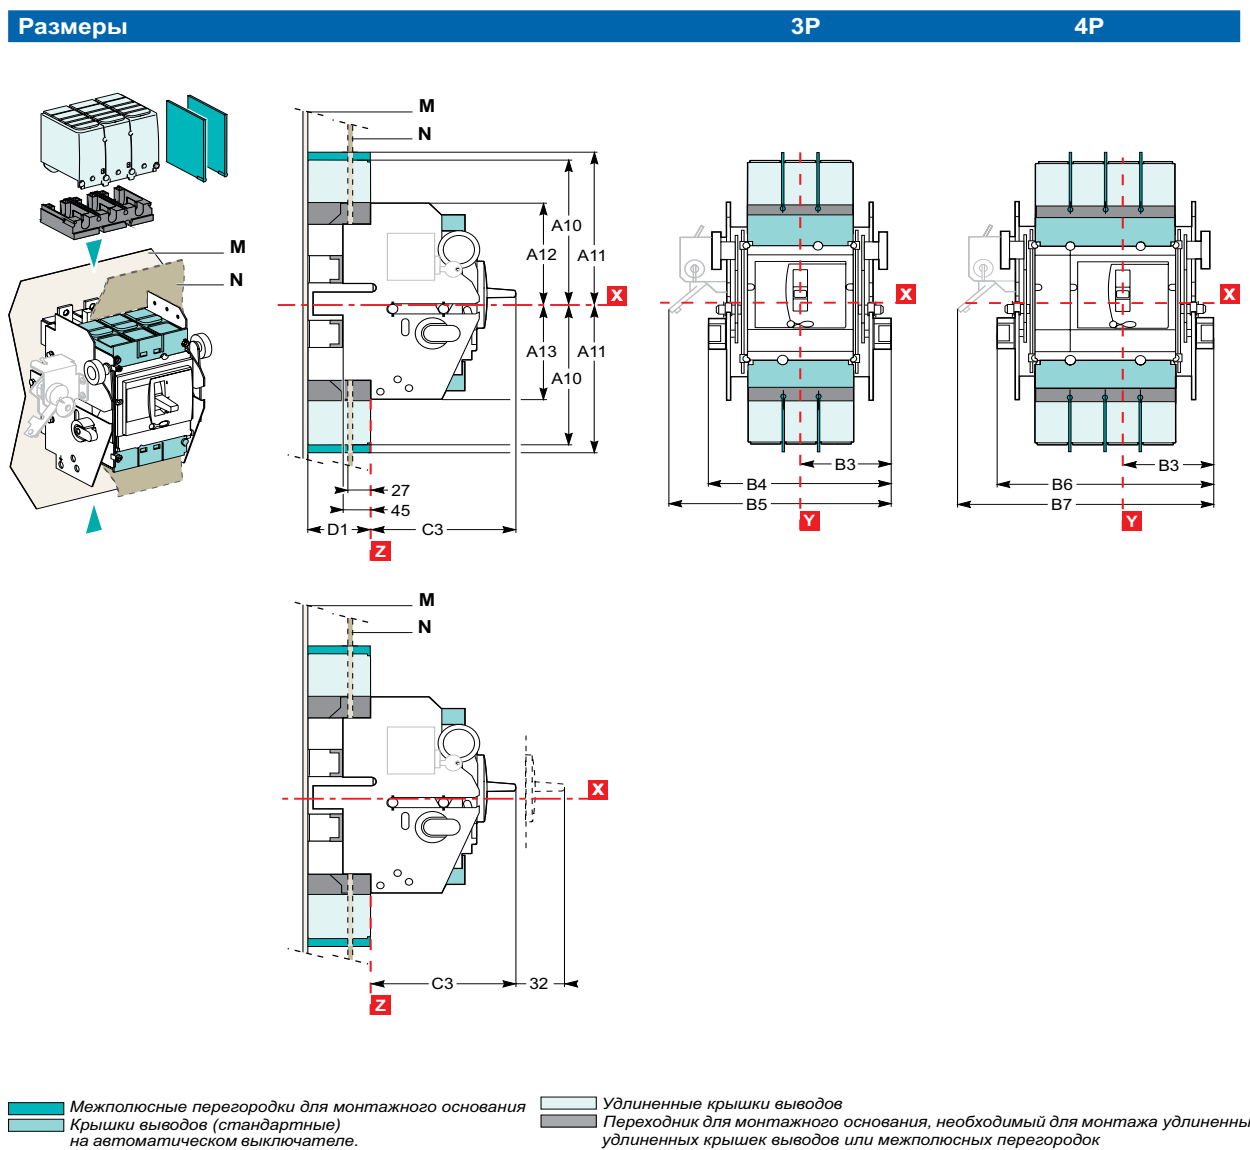 Размеры 3P 4P
M
N
A10
A12 A11
X
A13 A11
A10
27
45
D1 C3
Z
M
N
X
B3
B4
B5
Y
X
B3
B6
B7
Y
M
N
X
C3 32
Z
Межполюсные перегородки для монтажного основания
Крышки выводов (стандартные)
на автоматическом выключателе.
Удлиненные крышки выводов
Переходник для монтажного основания, необходимый для монтажа удлиненны
удлиненных крышек выводов или межполюсных перегородок